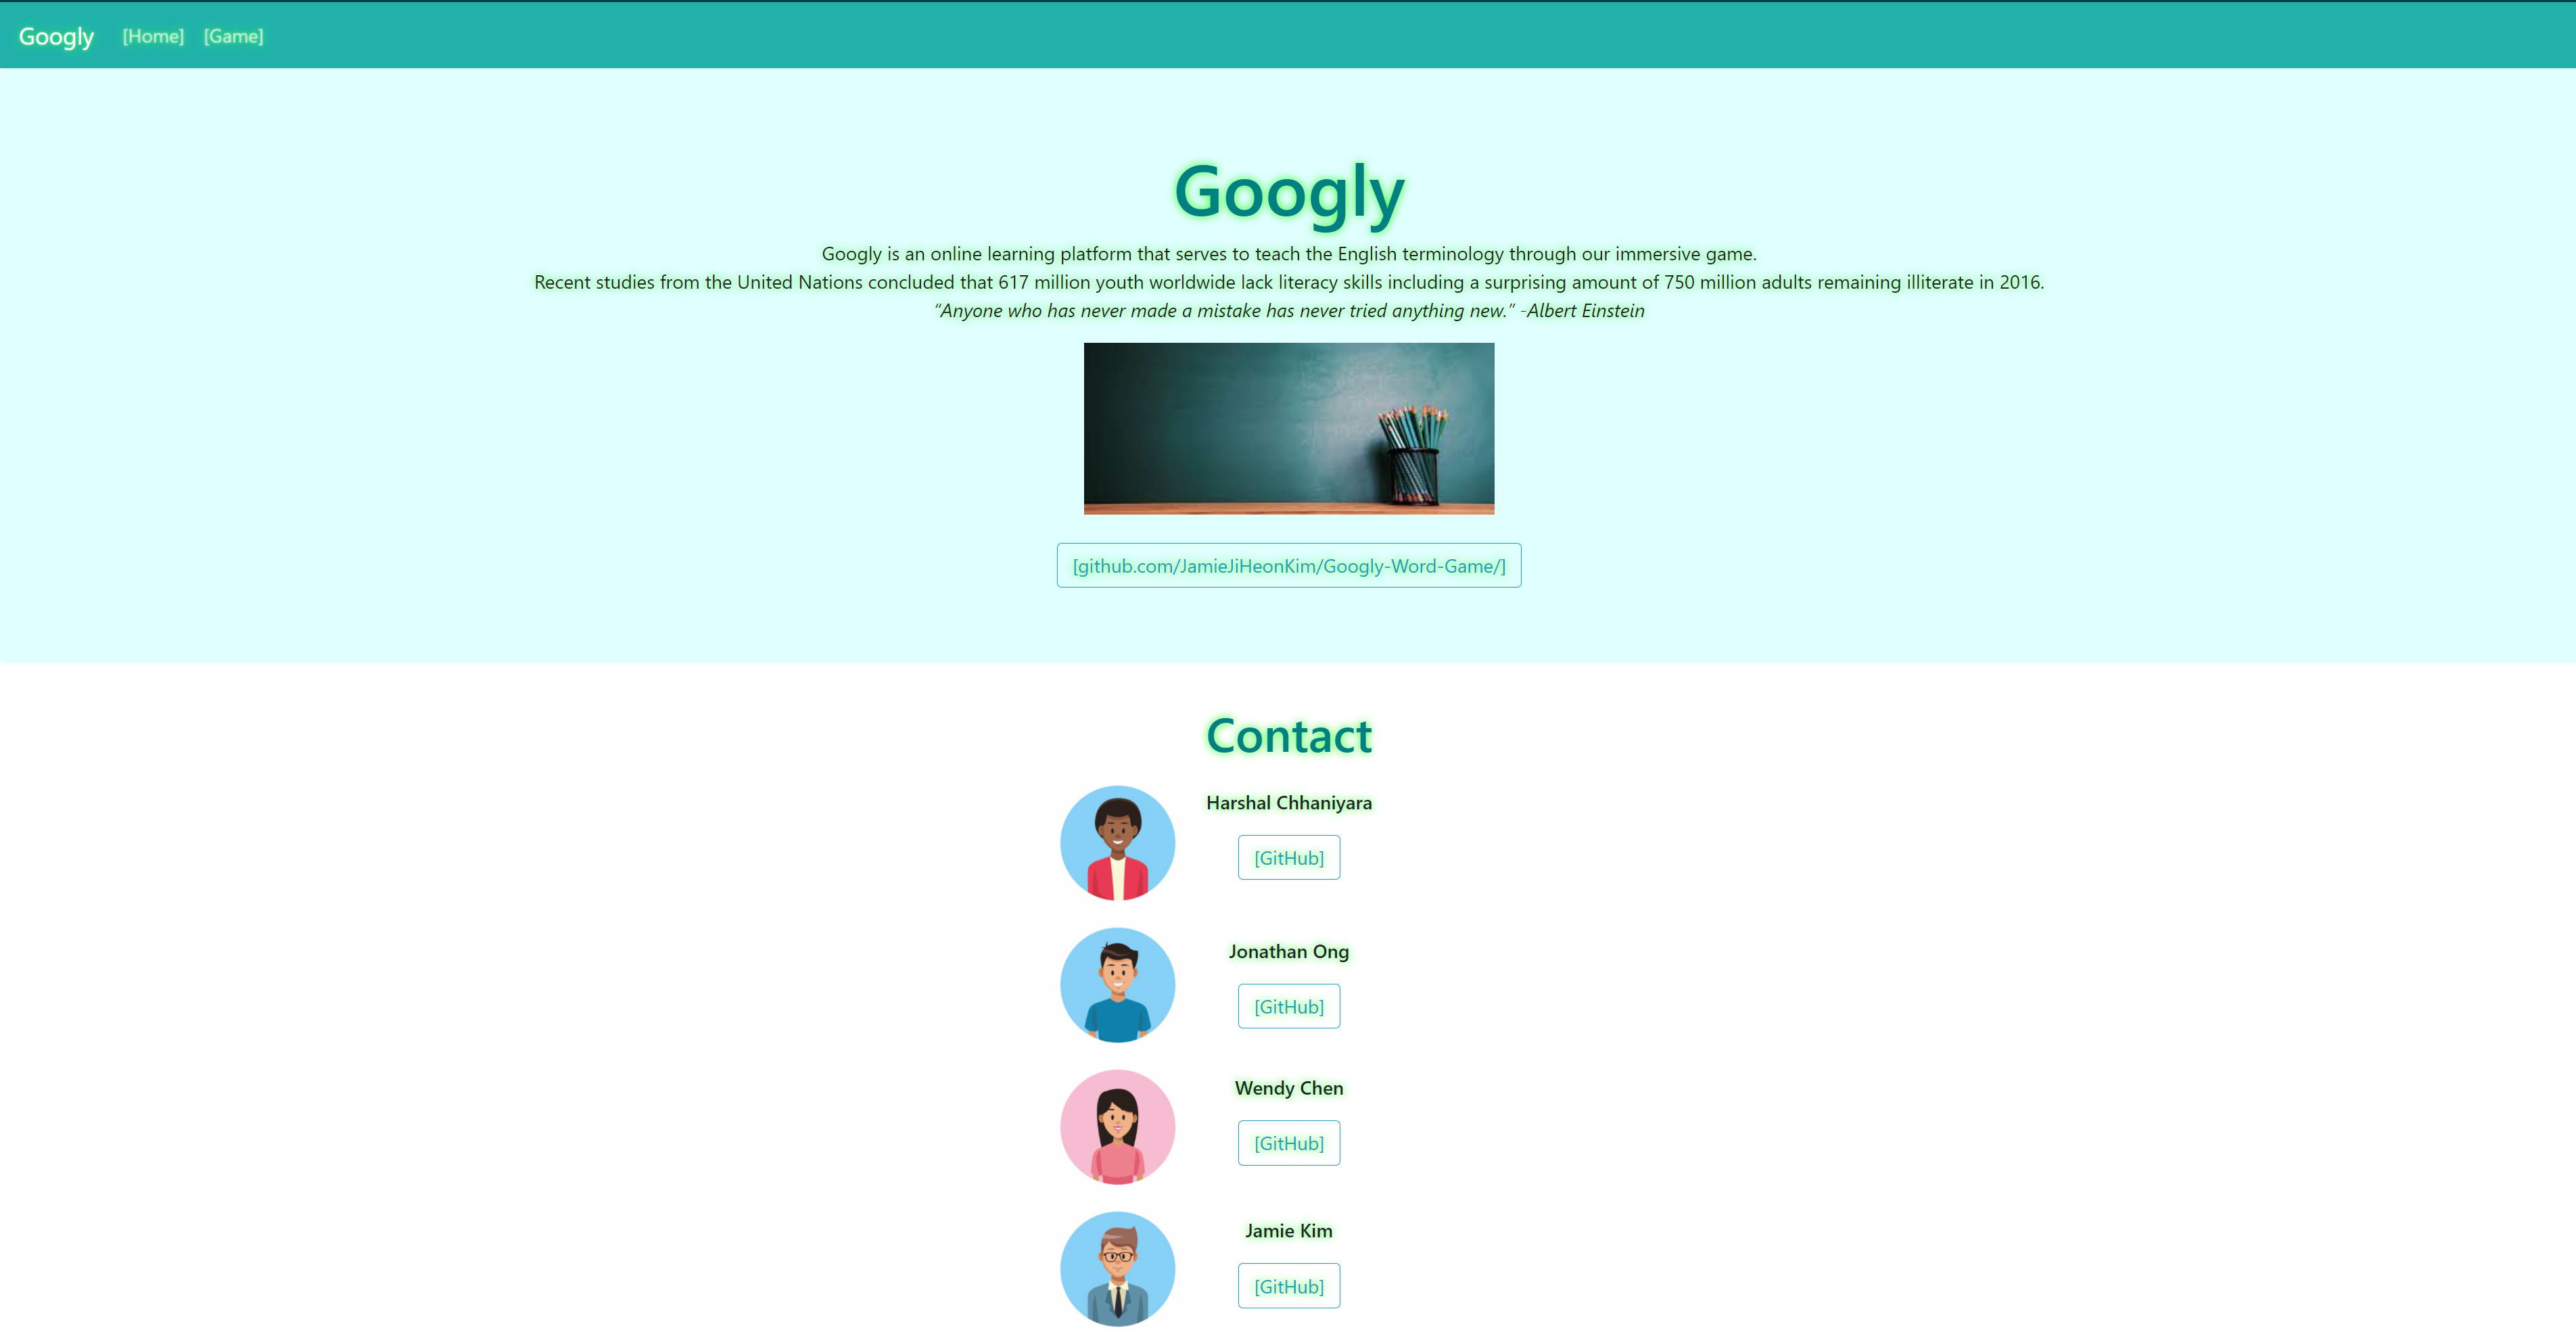 Googly [Home] [Game]
Googly
Googly is an online learning platform that serves to teach the English terminology through our immersive game.
Recent studies from the United Nations concluded that 617 million youth worldwide lack literacy skills including a surprising amount of 750 million adults remaining illiterate in 2016.
“Anyone who has never made a mistake has never tried anything new.” -Albert Einstein
[github.com/JamieJiHeonKim/Googly-Word-Game/]
Contact
Harshal Chhaniyara
[GitHub]
Jonathan Ong
[GitHub]
Wendy Chen
[GitHub]
Jamie Kim
[GitHub]